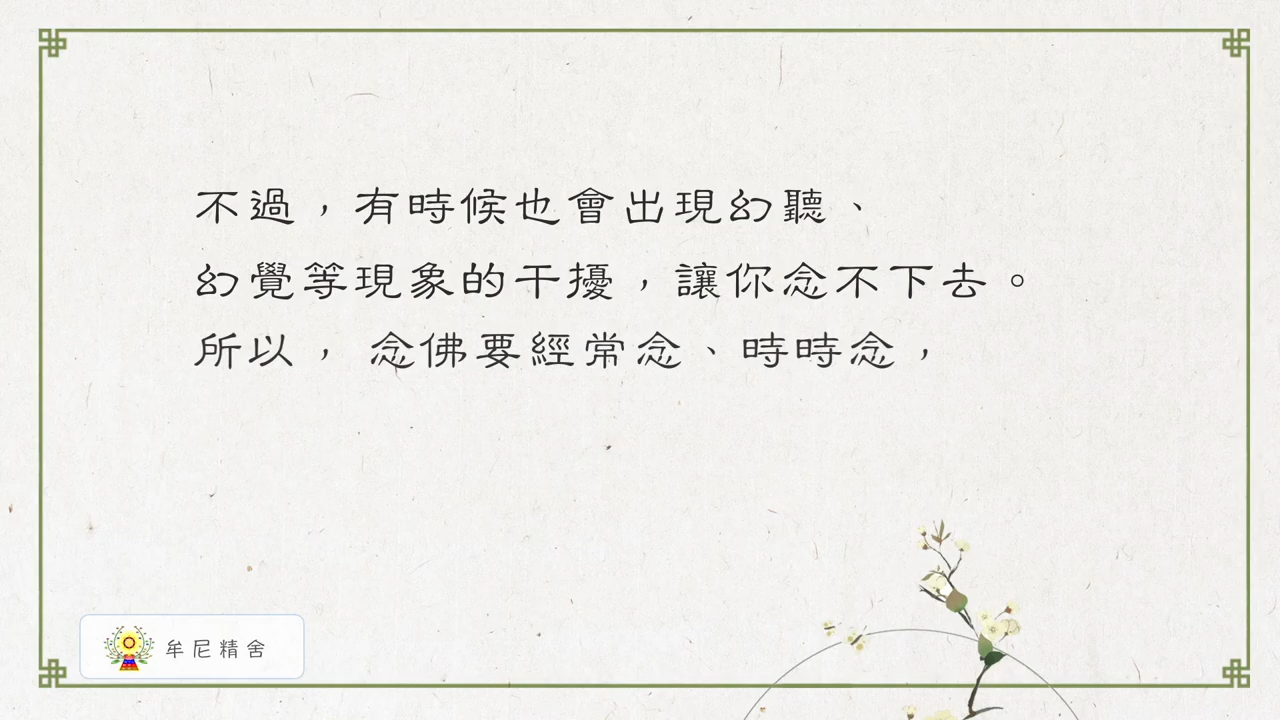 不過，有時候也會出現幻聽、
幻覺等現象的干擾，讓你念不下去。
所以， 念佛要經常念、時時念，
牟尼精舍